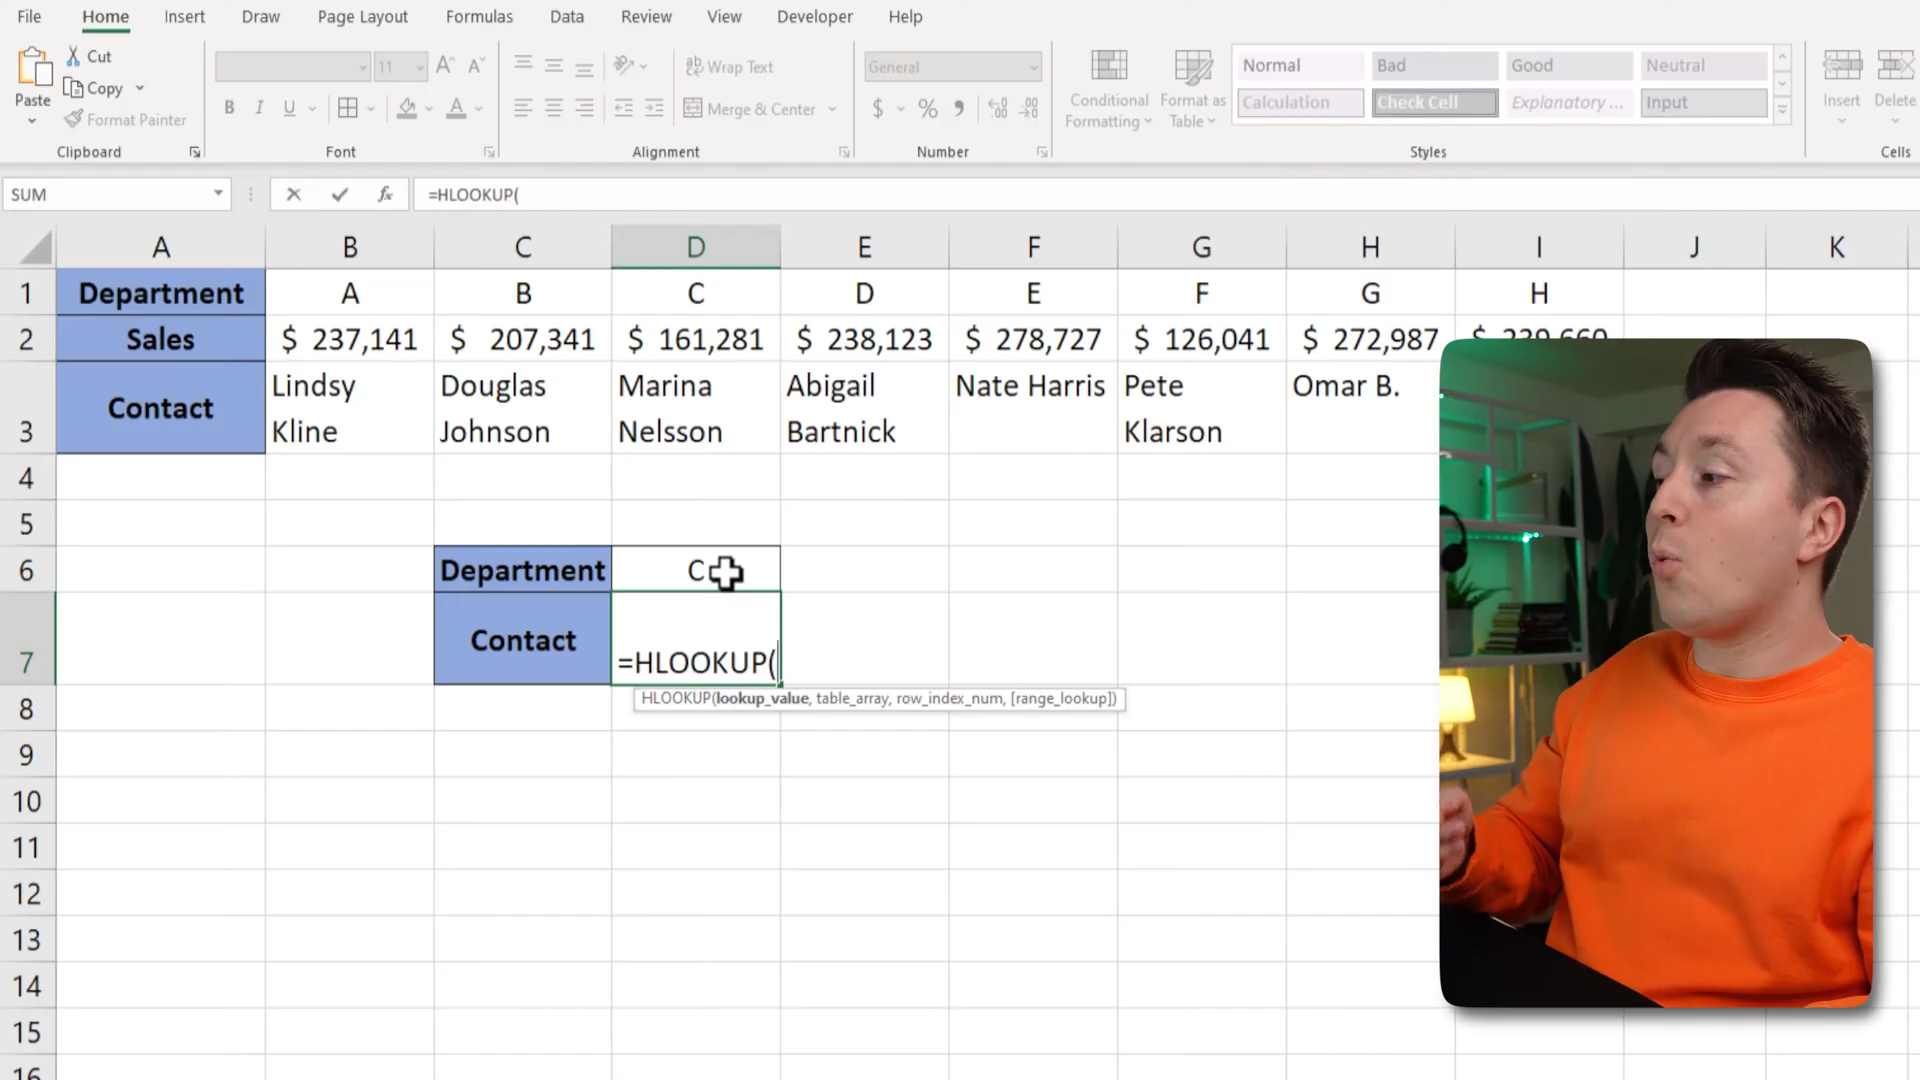 File Home Insert Draw Page Layout Formulas Data Review View Developer Help
Cut
Copy
Format Painter
Paste
11
Wrap Text
Merge & Center
General
Conditional
Formatting
Format as
Table
Normal Bad Good Neutral
Calculation Check Cell Explanatory ... Input
Insert Delete
Clipboard Font Alignment Number Styles Cells
SUM fx =HLOOKUP(
A B C D E F G H I J K
1 Department A B C D E F G H
2 Sales $ 237,141 $ 207,341 $ 161,281 $ 238,123 $ 278,727 $ 126,041 $ 272,987
3 Contact Lindsy Kline Douglas Johnson Marina Nelsson Abigail Bartnick Nate Harris Pete Klarson Omar B.
4
5
6 Department C
7 Contact =HLOOKUP(
HLOOKUP(lookup_value, table_array, row_index_num, [range_lookup])
8
9
10
11
12
13
14
15
16